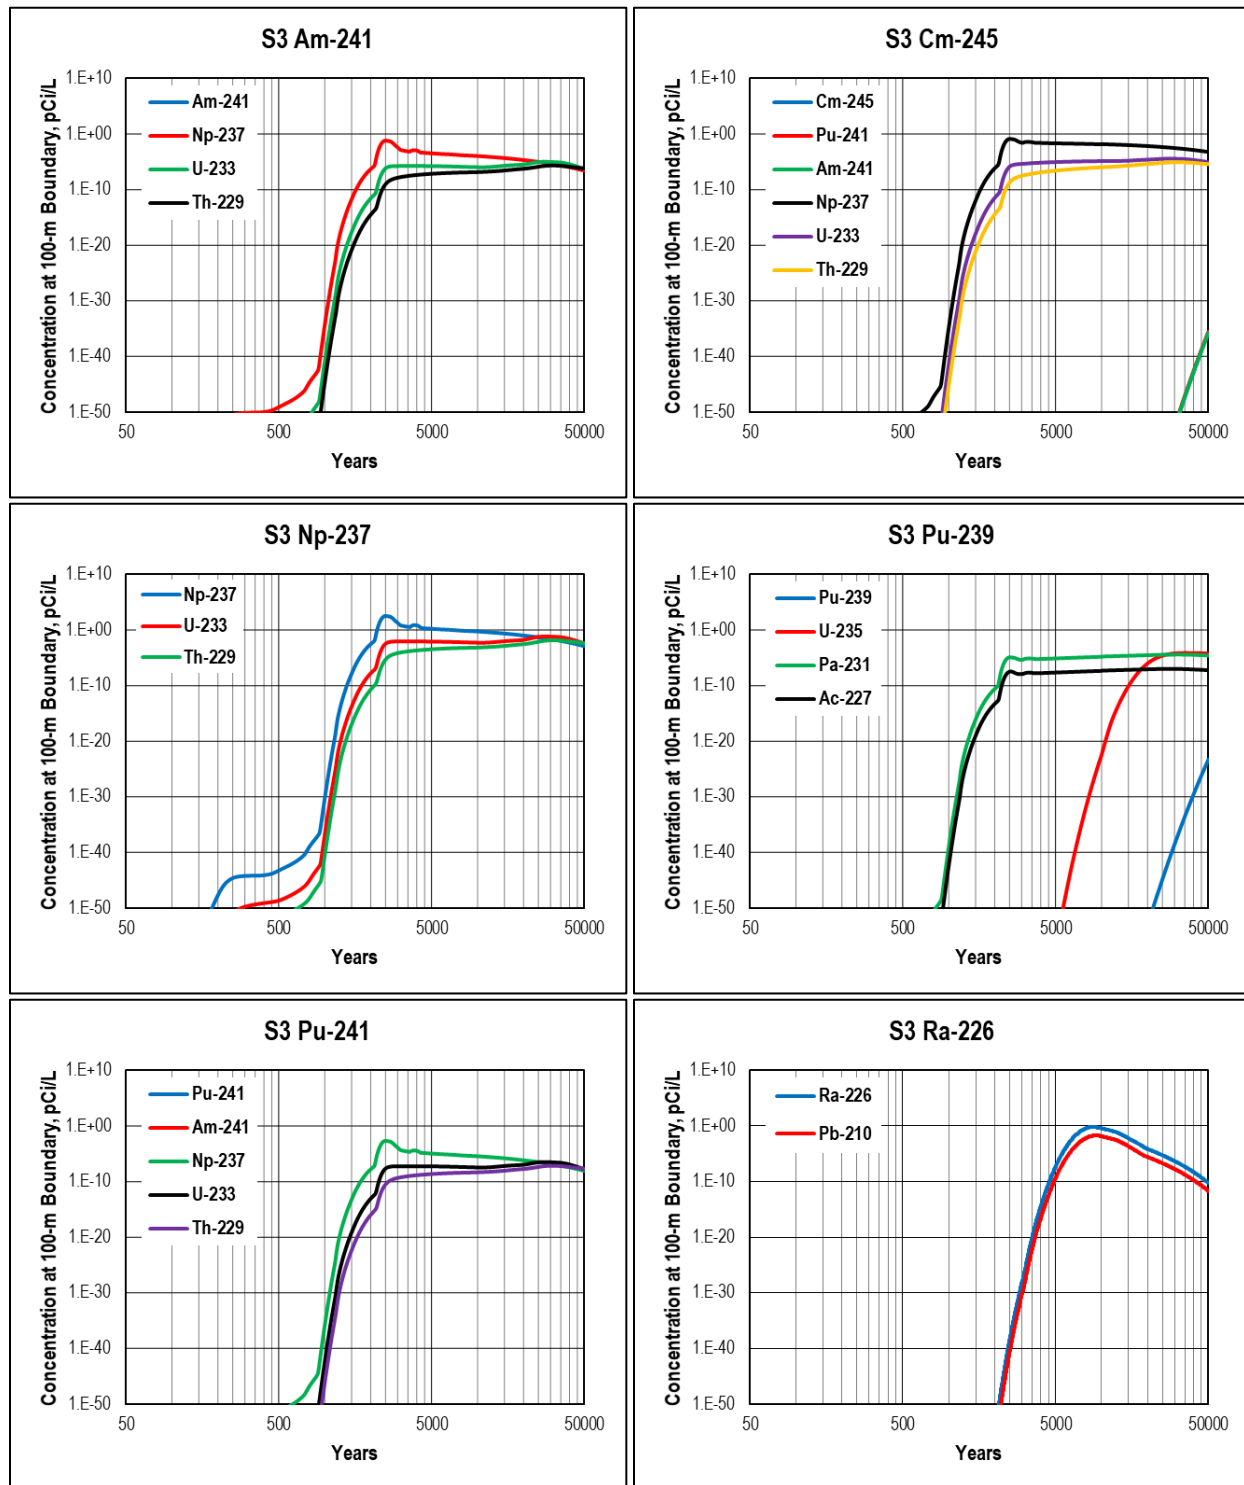 S3 Am-241
Concentration at 100-m Boundary, pCi/L
1.E+10
1.E+00
1.E-10
1.E-20
1.E-30
1.E-40
1.E-50
Am-241
Np-237
U-233
Th-229
50
500
5000
50000
Years
S3 Cm-245
Concentration at 100-m Boundary, pCi/L
1.E+10
1.E+00
1.E-10
1.E-20
1.E-30
1.E-40
1.E-50
Cm-245
Pu-241
Am-241
Np-237
U-233
Th-229
50
500
5000
50000
Years
S3 Np-237
Concentration at 100-m Boundary, pCi/L
1.E+10
1.E+00
1.E-10
1.E-20
1.E-30
1.E-40
1.E-50
Np-237
U-233
Th-229
50
500
5000
50000
Years
S3 Pu-239
Concentration at 100-m Boundary, pCi/L
1.E+10
1.E+00
1.E-10
1.E-20
1.E-30
1.E-40
1.E-50
Pu-239
U-235
Pa-231
Ac-227
50
500
5000
50000
Years
S3 Pu-241
Concentration at 100-m Boundary, pCi/L
1.E+10
1.E+00
1.E-10
1.E-20
1.E-30
1.E-40
1.E-50
Pu-241
Am-241
Np-237
U-233
Th-229
50
500
5000
50000
Years
S3 Ra-226
Concentration at 100-m Boundary, pCi/L
1.E+10
1.E+00
1.E-10
1.E-20
1.E-30
1.E-40
1.E-50
Ra-226
Pb-210
50
500
5000
50000
Years